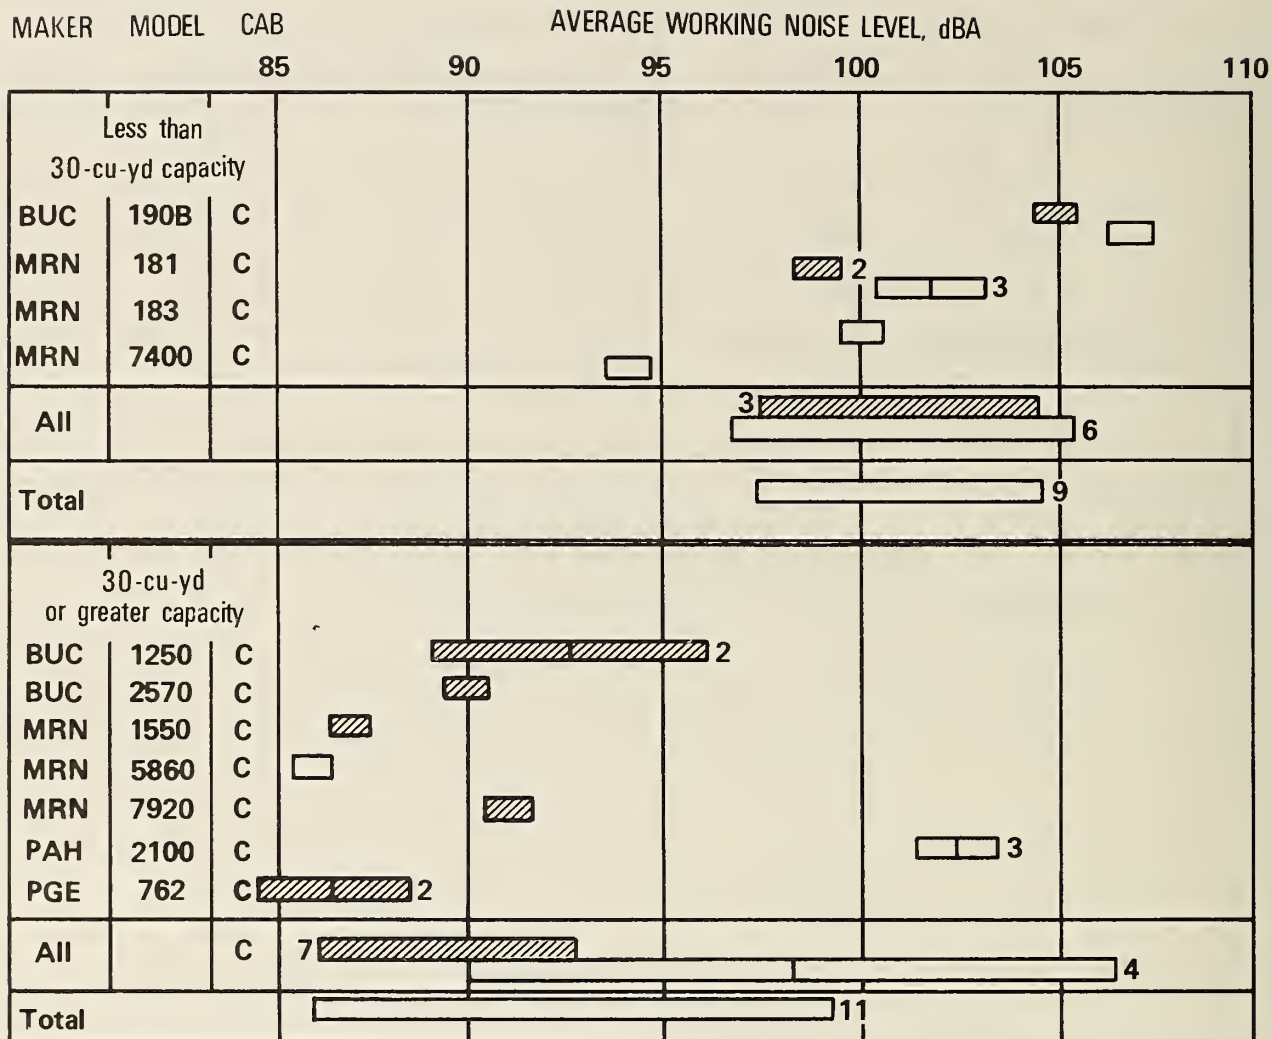 MAKER MODEL CAB AVERAGE WORKING NOISE LEVEL, dBA
85 90 95 100 105 110
Less than
30-cu-yd capacity
BUC 190B C
MRN 181 C 2
3
MRN 183 C
MRN 7400 C
3
All 6
Total 9
30-cu-yd
or greater capacity
BUC 1250 C 2
BUC 2570 C
MRN 1550 C
MRN 5860 C
MRN 7920 C
PAH 2100 C 3
PGE 762 C 2
All C 7
4
Total 11